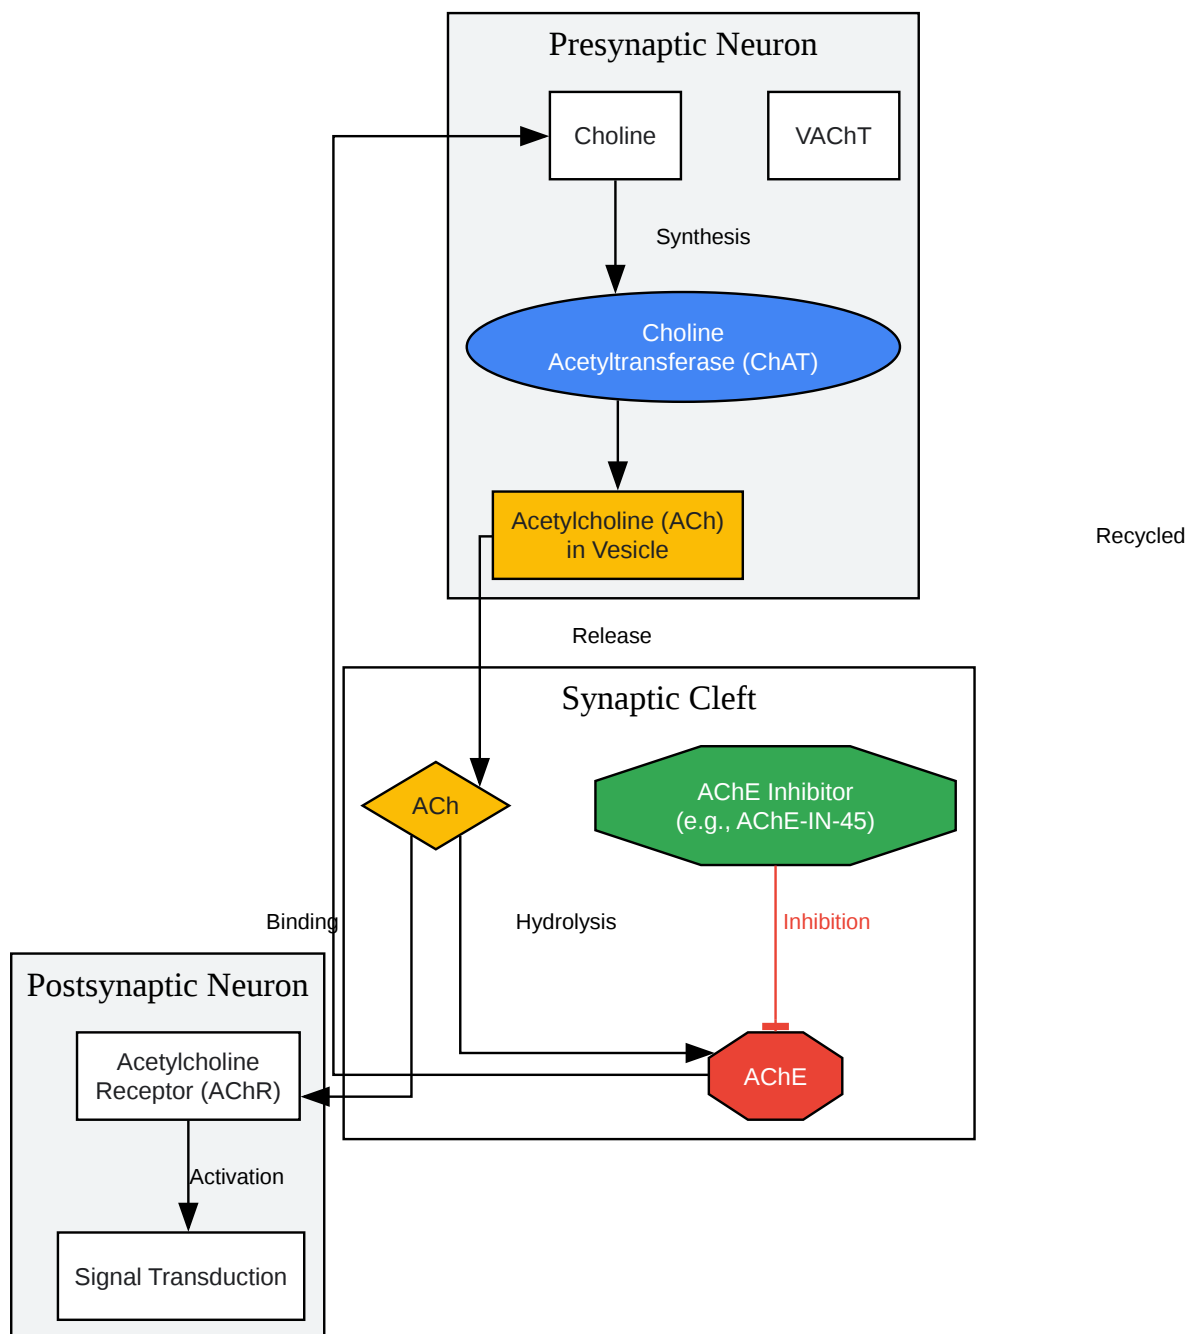 Presynaptic Neuron
Choline
VAChT
Synthesis
Choline
Acetyltransferase (ChAT)
Acetylcholine (ACh)
in Vesicle
Recycled
Release
Synaptic Cleft
ACh
AChE Inhibitor
(e.g., AChE-IN-45)
Binding
Hydrolysis
Inhibition
Postsynaptic Neuron
Acetylcholine
Receptor (AChR)
AChE
Activation
Signal Transduction